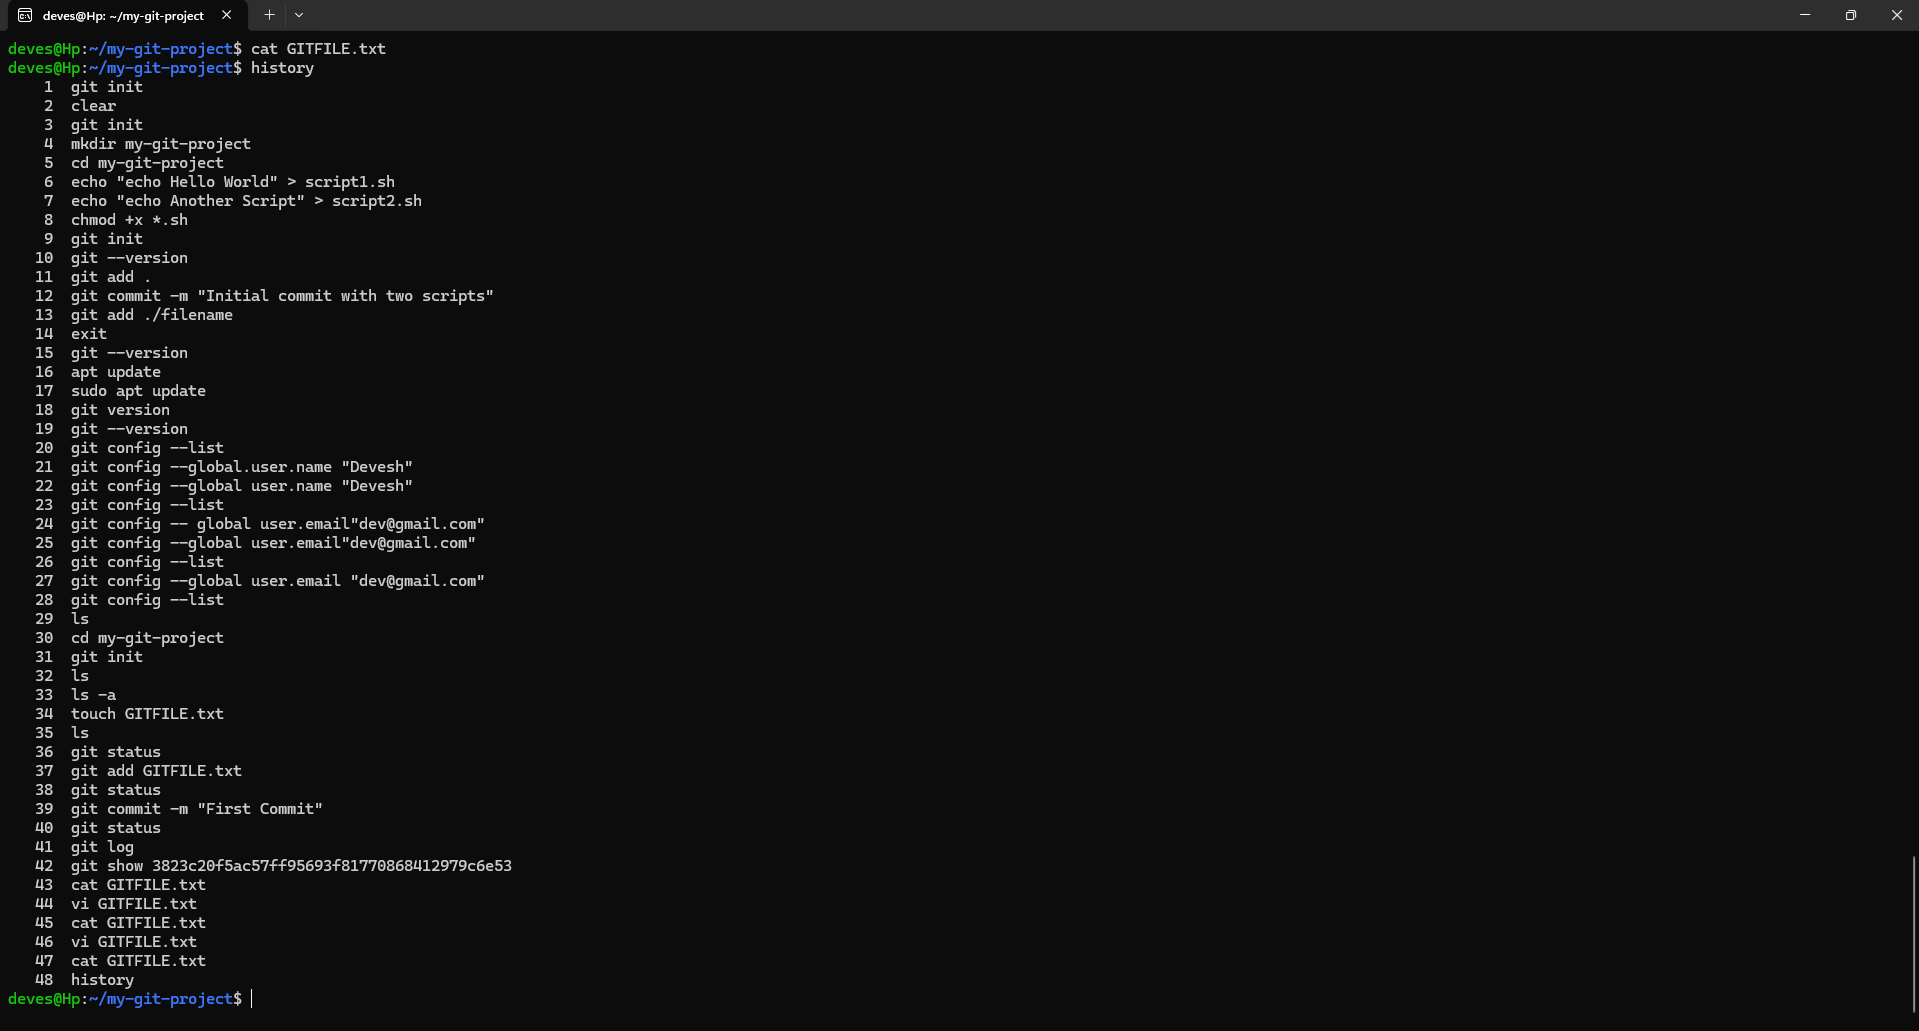 deves@Hp: ~/my-git-project
deves@Hp:~/my-git-project$ cat GITFILE.txt
deves@Hp:~/my-git-project$ history
1 git init
2 clear
3 git init
4 mkdir my-git-project
5 cd my-git-project
6 echo "echo Hello World" > script1.sh
7 echo "echo Another Script" > script2.sh
8 chmod +x *.sh
9 git init
10 git --version
11 git add .
12 git commit -m "Initial commit with two scripts"
13 git add ./filename
14 exit
15 git --version
16 apt update
17 sudo apt update
18 git version
19 git --version
20 git config --list
21 git config --global.user.name "Devesh"
22 git config --global user.name "Devesh"
23 git config --list
24 git config -- global user.email"dev@gmail.com"
25 git config --global user.email"dev@gmail.com"
26 git config --list
27 git config --global user.email "dev@gmail.com"
28 git config --list
29 ls
30 cd my-git-project
31 git init
32 ls
33 ls -a
34 touch GITFILE.txt
35 ls
36 git status
37 git add GITFILE.txt
38 git status
39 git commit -m "First Commit"
40 git status
41 git log
42 git show 3823c20f5ac57ff95693f81770868412979c6e53
43 cat GITFILE.txt
44 vi GITFILE.txt
45 cat GITFILE.txt
46 vi GITFILE.txt
47 cat GITFILE.txt
48 history
deves@Hp:~/my-git-project$